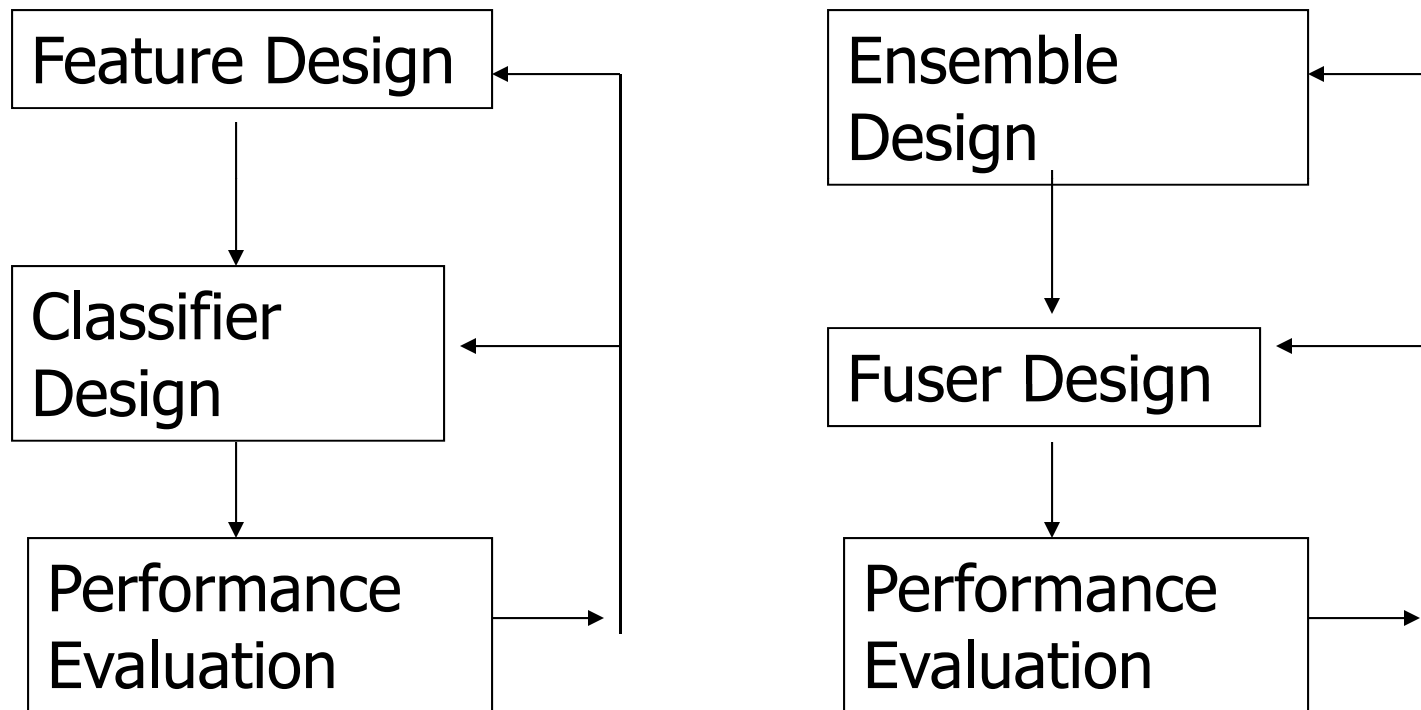 Feature Design
Classifier
Design
Performance
Evaluation
Ensemble
Design
Fuser Design
Performance
Evaluation